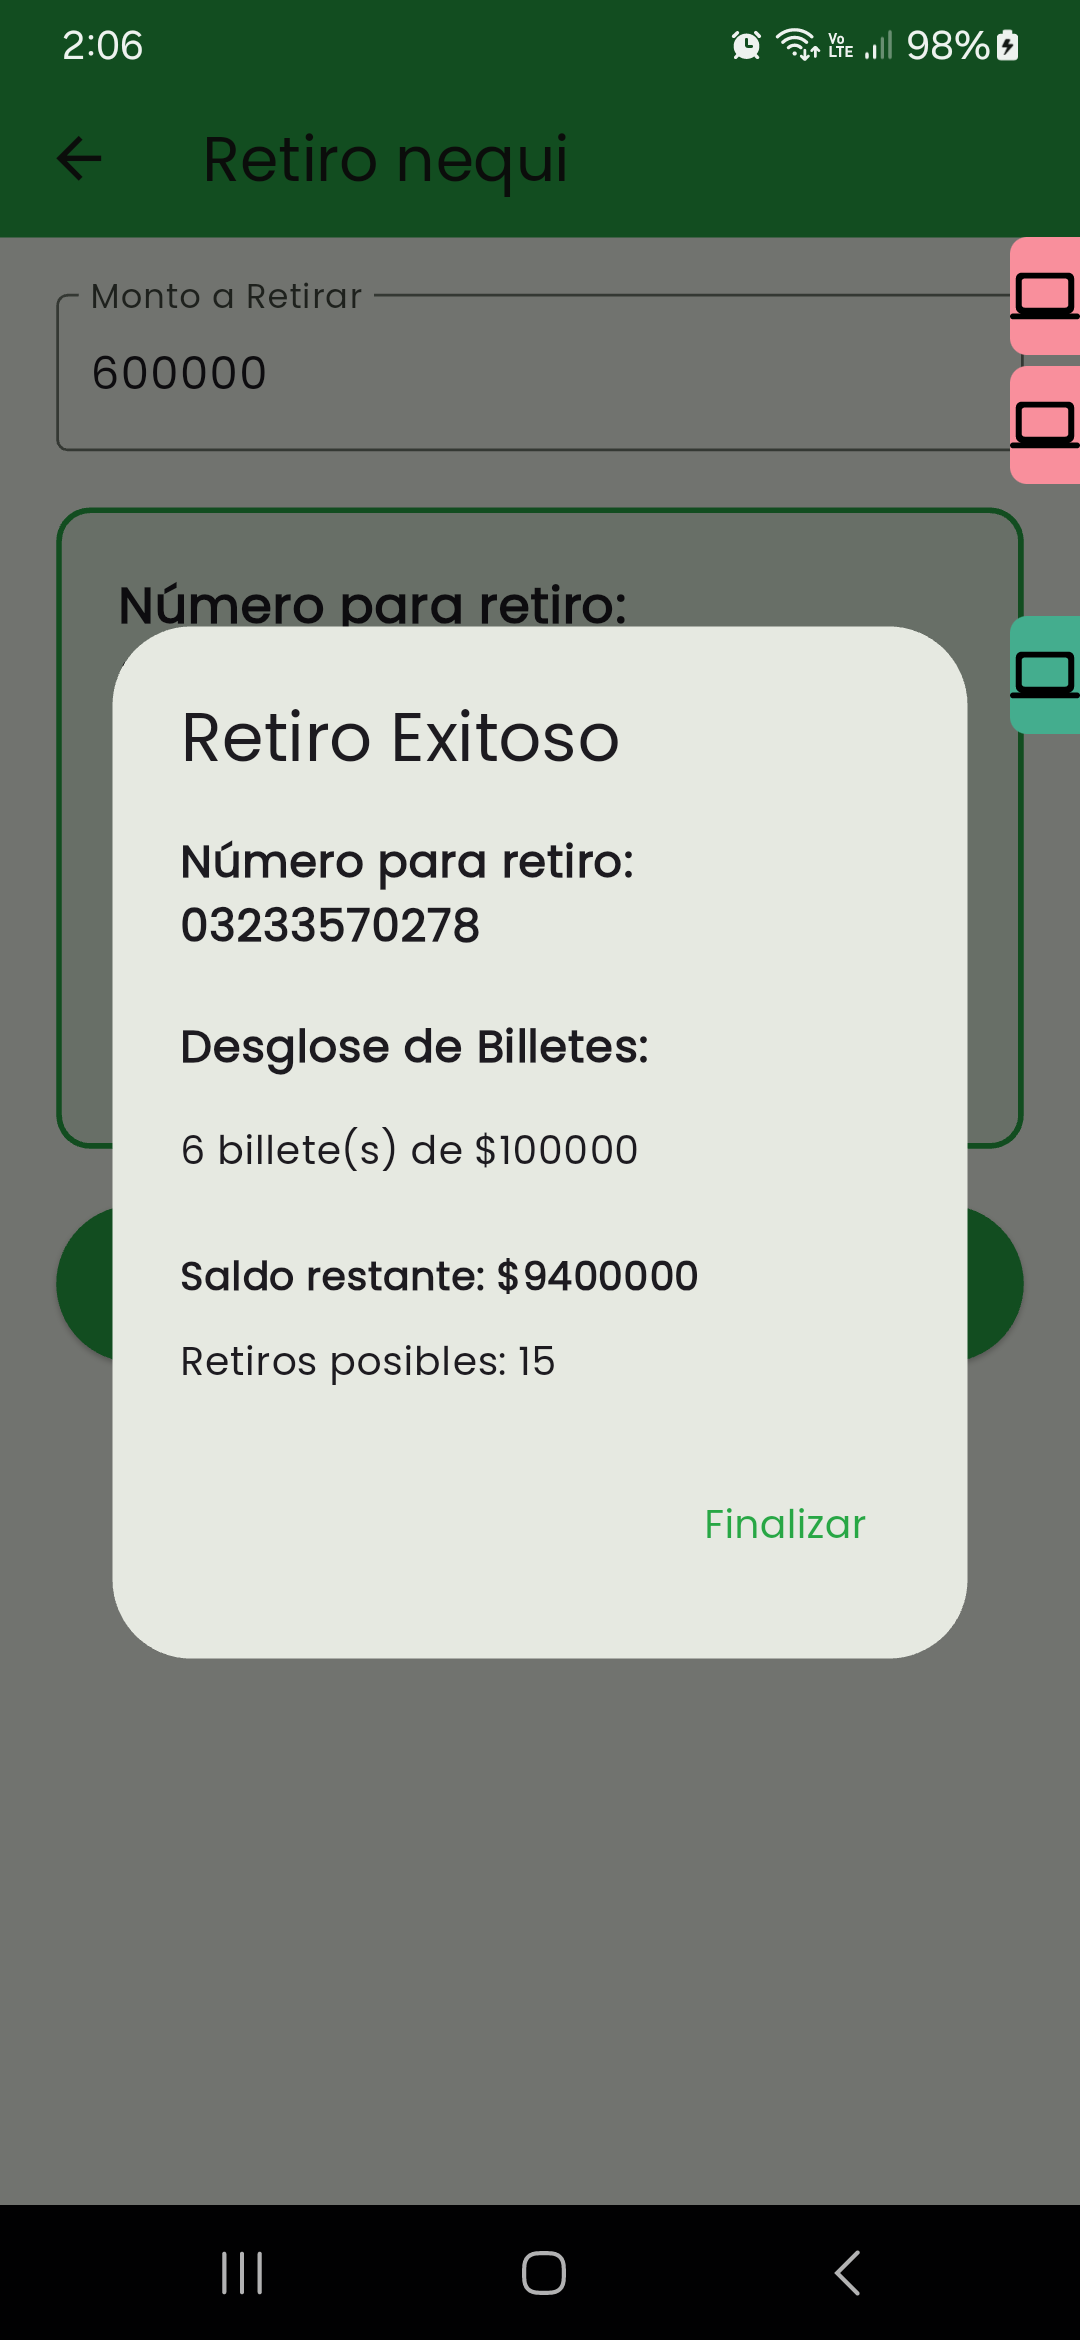 2:06
Vo
LTE
98%
Retiro nequi
Monto a Retirar
600000
Número para retiro:
Retiro Exitoso
Número para retiro:
03233570278
Desglose de Billetes:
6 billete(s) de $100000
Saldo restante: $9400000
Retiros posibles: 15
Finalizar